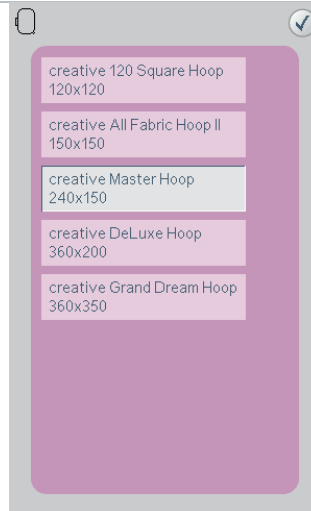 creative 120 Square Hoop
120x120
creative All Fabric Hoop II
150x150
creative Master Hoop
240x150
creative DeLuxe Hoop
360x200
creative Grand Dream Hoop
360x350